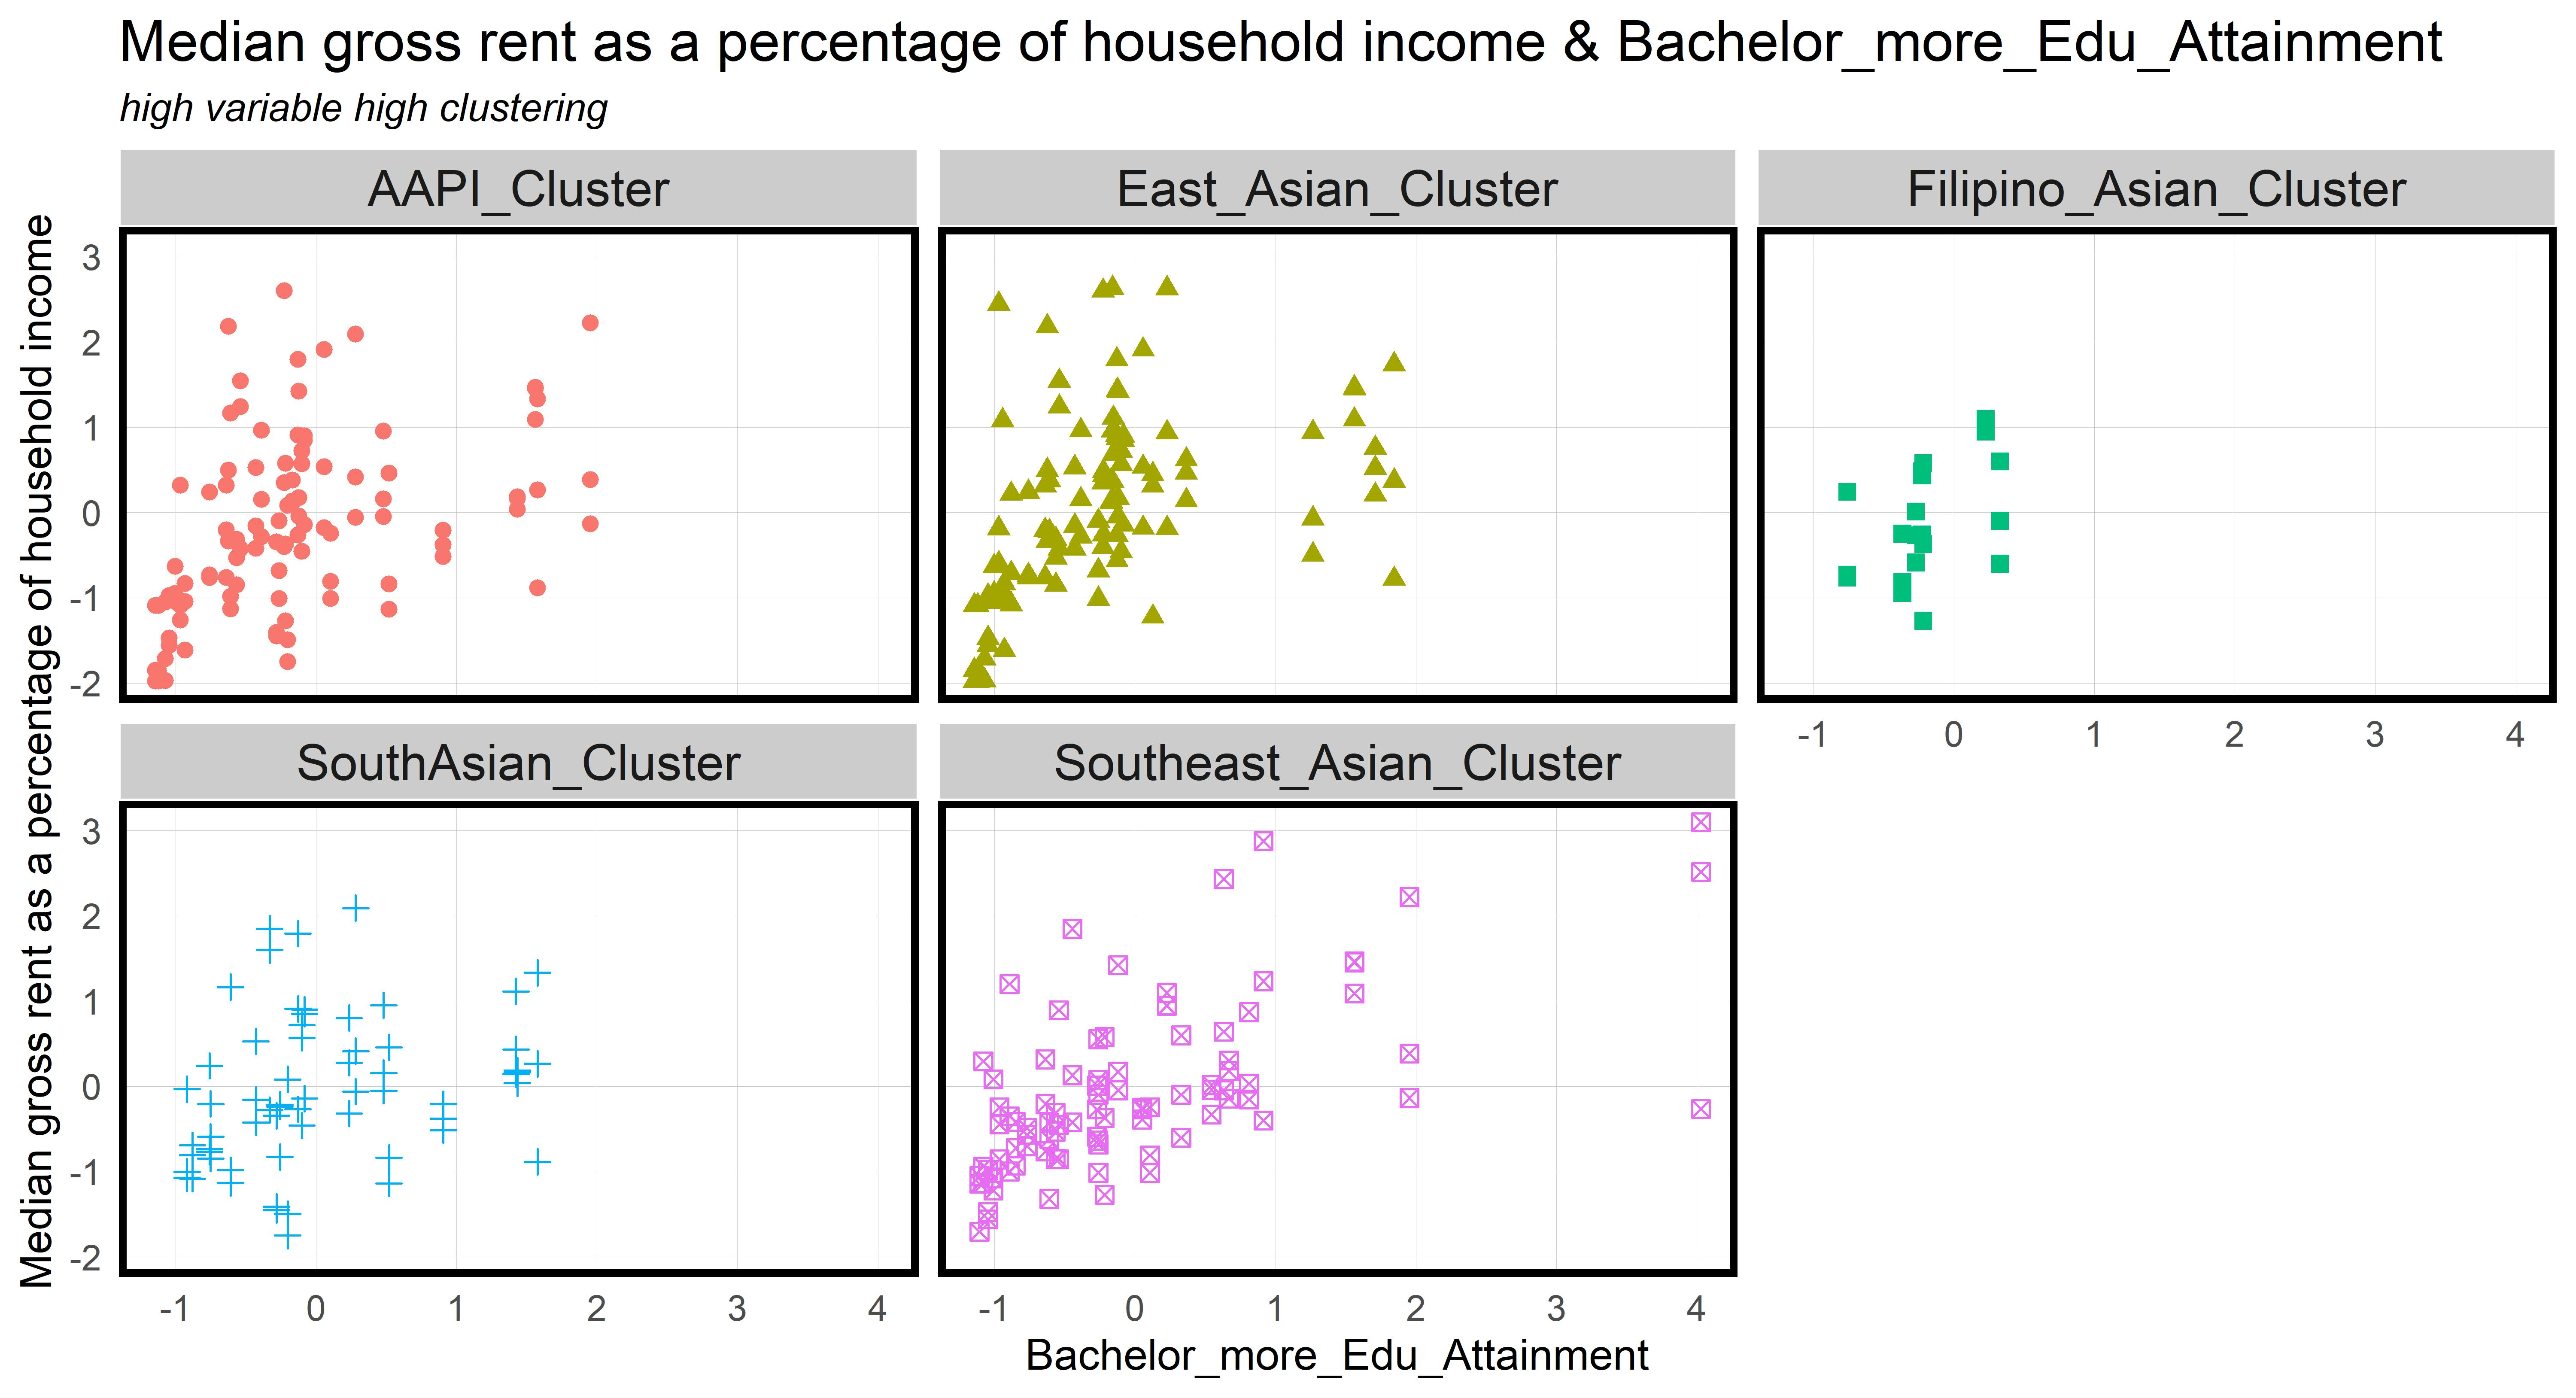 Median gross rent as a percentage of household income & Bachelor_more_Edu_Attainment
high variable high clustering
AAPI_Cluster
East_Asian_Cluster
Filipino_Asian_Cluster
Median gross rent as a percentage of household income
3
2
1
0
-1
-2
-1 0 1 2 3 4
SouthAsian_Cluster
Southeast_Asian_Cluster
3
2
1
0
-1
-2
-1 0 1 2 3 4
-1 0 1 2 3 4
Bachelor_more_Edu_Attainment